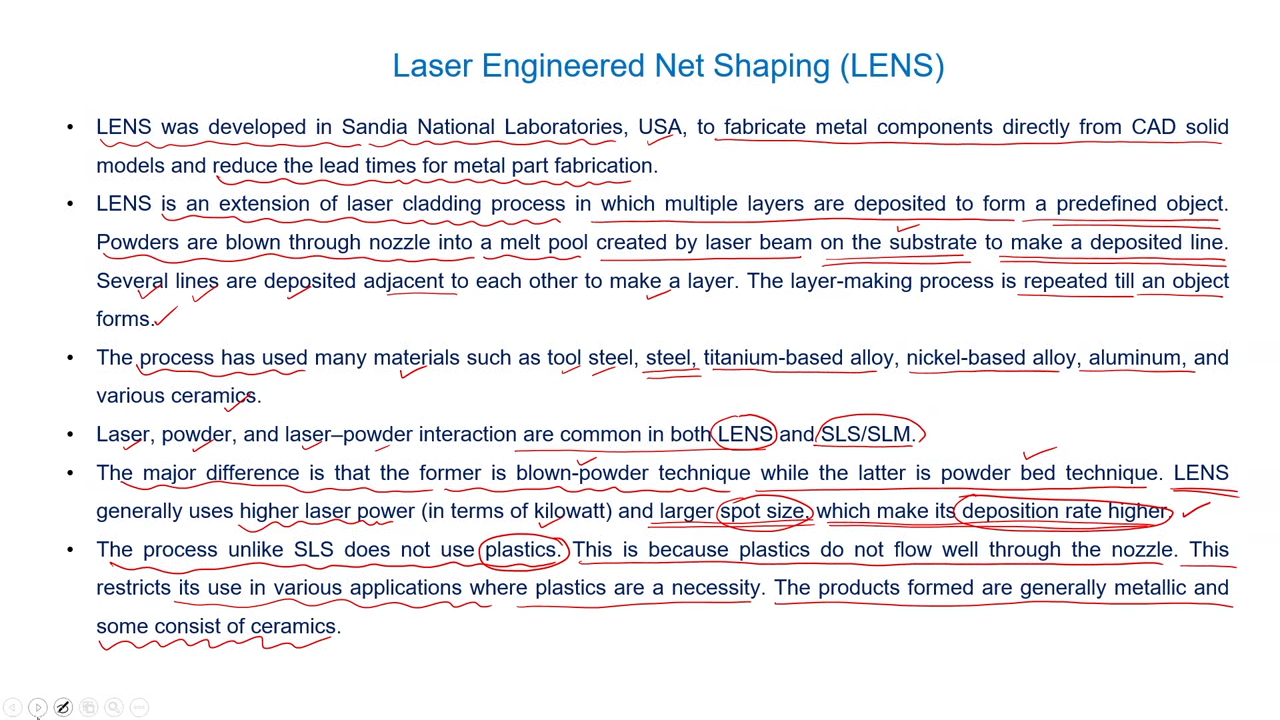 Laser Engineered Net Shaping (LENS)
• LENS was developed in Sandia National Laboratories, USA, to fabricate metal components directly from CAD solid
models and reduce the lead times for metal part fabrication.
• LENS is an extension of laser cladding process in which multiple layers are deposited to form a predefined object.
Powders are blown through nozzle into a melt pool created by laser beam on the substrate to make a deposited line.
Several lines are deposited adjacent to each other to make a layer. The layer-making process is repeated till an object
forms.
• The process has used many materials such as tool steel, steel, titanium-based alloy, nickel-based alloy, aluminum, and
various ceramics.
• Laser, powder, and laser–powder interaction are common in both LENS and SLS/SLM.
• The major difference is that the former is blown-powder technique while the latter is powder bed technique. LENS
generally uses higher laser power (in terms of kilowatt) and larger spot size, which make its deposition rate higher.
• The process unlike SLS does not use plastics. This is because plastics do not flow well through the nozzle. This
restricts its use in various applications where plastics are a necessity. The products formed are generally metallic and
some consist of ceramics.